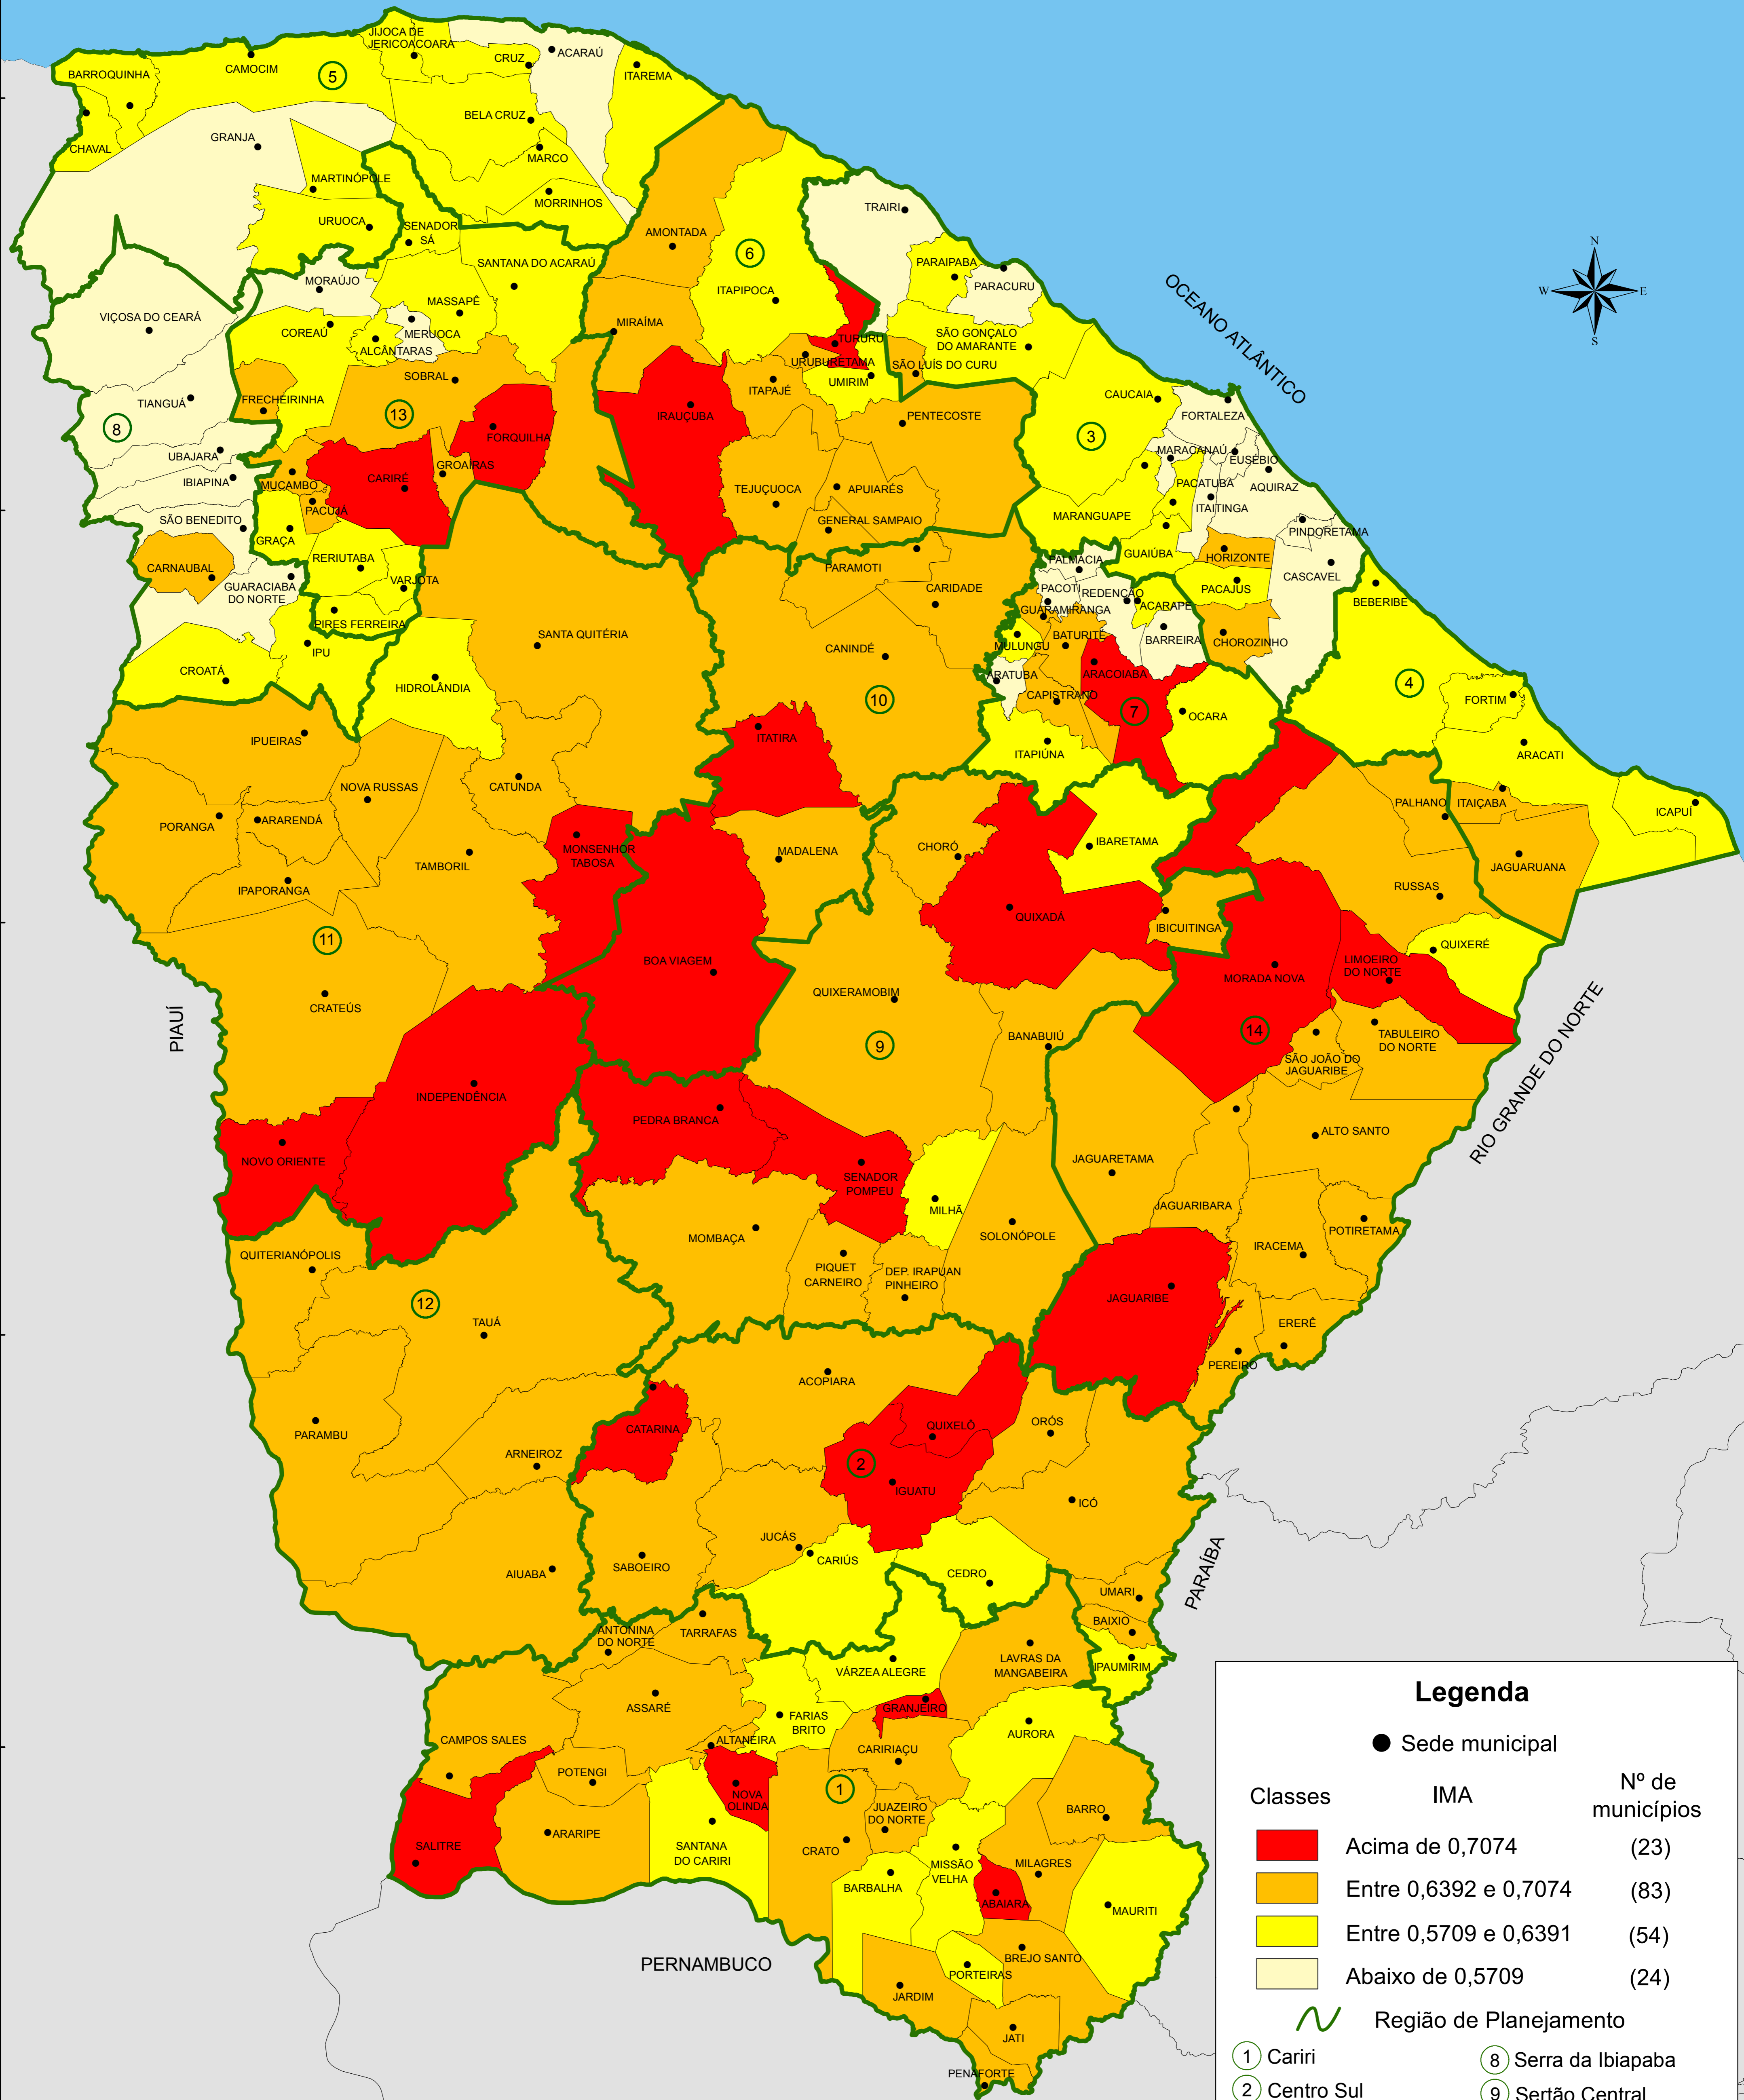 JIJOCA DE
JERICOACOARA
ACARAÚ
CRUZ
CAMOCIM
BARROQUINHA
5
ITAREMA
BELA CRUZ
GRANJA
CHAVAL
MARCO
MARTINÓPOLE
MORRINHOS
TRAIRI
URUOCA
SENADOR
SÁ
AMONTADA
6
N
W
E
S
SANTANA DO ACARAÚ
PARAIPABA
PARACURU
OCEANO ATLÂNTICO
MORAÚJO
ITAPIPOCA
MASSAPÊ
VIÇOSA DO CEARÁ
MIRAÍMA
COREAÚ
MERUOCA
ALCÂNTARAS
TURURU
SÃO GONÇALO
DO AMARANTE
URUBURETAMA
SÃO LUÍS DO CURU
SOBRAL
UMIRIM
ITAPAJÉ
CAUCAIA
FRECHEIRINHA
TIANGUÁ
13
IRAUÇUBA
PENTECOSTE
FORTALEZA
8
FORQUILHA
3
MARACANAÚ
UBAJARA
EUSÉBIO
GROAÍRAS
CARIRÉ
IBIAPINA
MUCAMBO
TEJUÇUOCA
APUIARÉS
PACATUBA
AQUIRAZ
PACUJÁ
ITAITINGA
SÃO BENEDITO
GENERAL SAMPAIO
MARANGUAPE
PINDORETAMA
GRAÇA
GUAIÚBA
HORIZONTE
RERIUTABA
PALMÁCIA
CARNAUBAL
PARAMOTI
VARJOTA
CASCAVEL
GUARACIABA
DO NORTE
CARIDADE
PACOTI
REDENÇÃO
PACAJUS
BEBERIBE
GUARAMIRANGA
ACARAPE
PIRES FERREIRA
SANTA QUITÉRIA
BATURITÉ
BARREIRA
CHOROZINHO
IPU
CANINDÉ
MULUNGU
CROATÁ
ARATUBA
ARACOIABA
HIDROLÂNDIA
4
CAPISTRANO
FORTIM
10
7
OCARA
IPUEIRAS
ITATIRA
ITAPIÚNA
ARACATI
NOVA RUSSAS
CATUNDA
PALHANO
ITAIÇABA
ICAPUÍ
PORANGA
ARARENDÁ
MONSENHOR
TABOSA
MADALENA
CHORÓ
IBARETAMA
TAMBORIL
JAGUARUANA
IPAPORANGA
RUSSAS
QUIXADÁ
IBICUITINGA
11
QUIXERÉ
BOA VIAGEM
LIMOEIRO
DO NORTE
MORADA NOVA
QUIXERAMOBIM
CRATEÚS
PIAUÍ
14
BANABUIÚ
9
TABULEIRO
DO NORTE
SÃO JOÃO DO
JAGUARIBE
RIO GRANDE DO NORTE
INDEPENDÊNCIA
PEDRA BRANCA
ALTO SANTO
NOVO ORIENTE
JAGUARETAMA
SENADOR
POMPEU
MILHÃ
JAGUARIBARA
POTIRETAMA
MOMBAÇA
SOLONÓPOLE
IRACEMA
QUITERIANÓPOLIS
PIQUET
CARNEIRO
DEP. IRAPUAN
PINHEIRO
JAGUARIBE
12
TAUÁ
ERERÊ
PEREIRO
ACOPIARA
CATARINA
QUIXELÔ
ORÓS
PARAMBU
ARNEIROZ
2
IGUATU
ICÓ
JUCÁS
CARIÚS
SABOEIRO
AIUABA
CEDRO
PARAÍBA
UMARI
BAIXIO
ANTONINA
DO NORTE
TARRAFAS
LAVRAS DA
MANGABEIRA
IPAUMIRIM
VÁRZEA ALEGRE
ASSARÉ
GRANJEIRO
FARIAS
BRITO
AURORA
CAMPOS SALES
ALTANEIRA
CARIRIAÇU
POTENGI
1
NOVA
OLINDA
JUAZEIRO
DO NORTE
BARRO
ARARIPE
SALITRE
SANTANA
DO CARIRI
CRATO
MISSÃO
VELHA
MILAGRES
BARBALHA
ABAIARA
MAURITI
PERNAMBUCO
BREJO SANTO
PORTEIRAS
JARDIM
JATI
PENAFORTE
Legenda
Sede municipal
Classes
IMA
Nº de
municípios
Acima de 0,7074
(23)
Entre 0,6392 e 0,7074
(83)
Entre 0,5709 e 0,6391
(54)
Abaixo de 0,5709
(24)
Região de Planejamento
1 Cariri
8 Serra da Ibiapaba
2 Centro Sul
9 Sertão Central